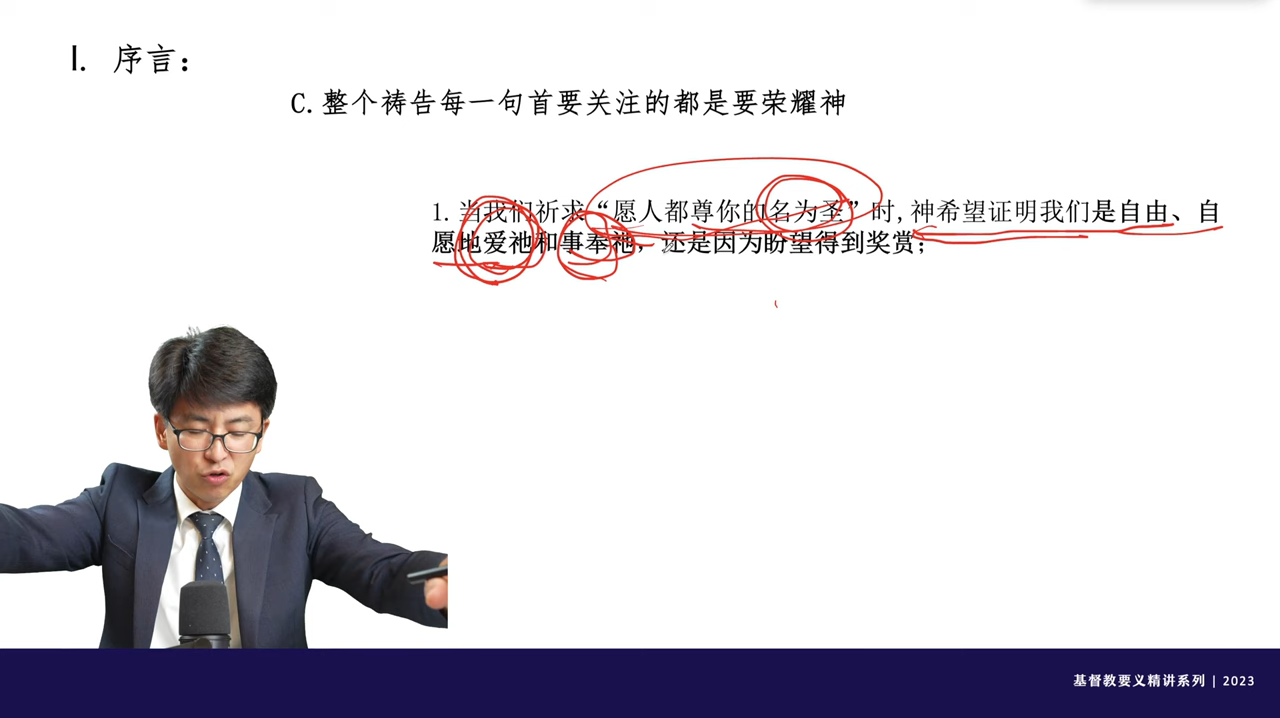 I. 序言：
C.整个祷告每一句首要关注的都是要荣耀神
1.当我们祈求“愿人都尊你的名为圣”时,神希望证明我们是自由、自
愿地爱祂和事奉祂，还是因为盼望得到奖赏；
基督教要义精讲系列 | 2023